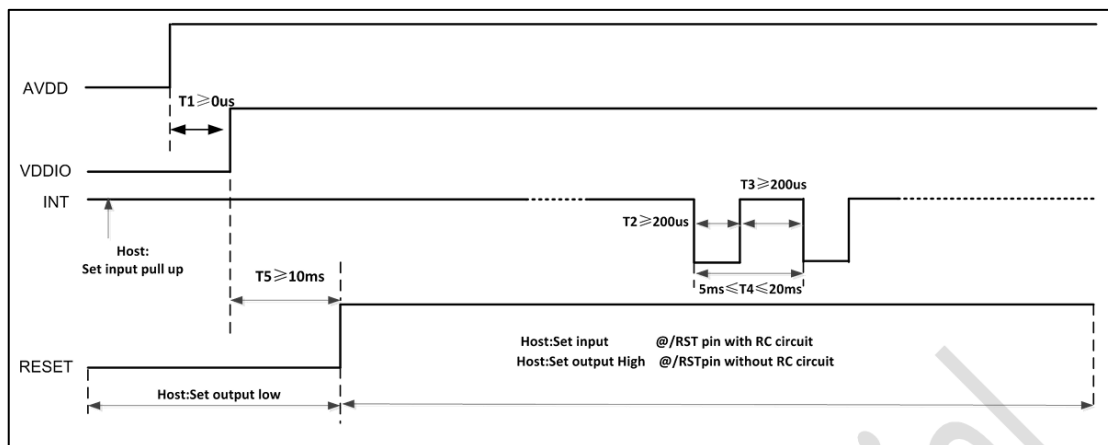 AVDD
T1≥0us
VDDIO
INT
T3≥200us
T2≥200us
Host:
Set input pull up
T5≥10ms
5ms≤T4≤20ms
Host:Set input @/RST pin with RC circuit
Host:Set output High @/RSTpin without RC circuit
RESET
Host:Set output low